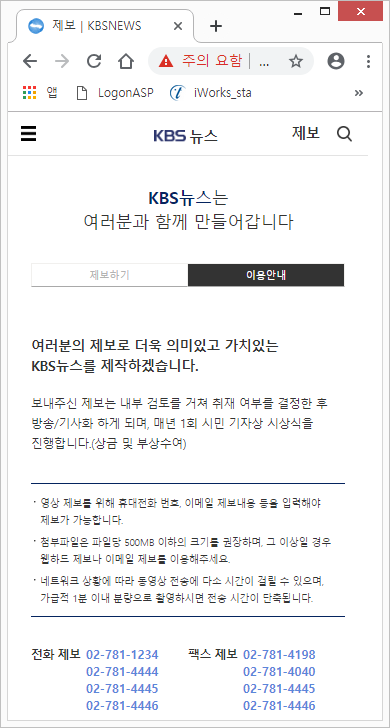 제보 | KBSNEWS
주의 요함 | ...
앱 LogonASP iWorks_sta »
KBS 뉴스 제보
KBS뉴스는
여러분과 함께 만들어갑니다
제보하기 이용안내
여러분의 제보로 더욱 의미있고 가치있는
KBS뉴스를 제작하겠습니다.
보내주신 제보는 내부 검토를 거쳐 취재 여부를 결정한 후
방송/기사화 하게 되며, 매년 1회 시민 기자상 시상식을
진행합니다.(상금 및 부상수여)
· 영상 제보를 위해 휴대전화 번호, 이메일 제보내용 등을 입력해야
제보가 가능합니다.
· 첨부파일은 파일당 500MB 이하의 크기를 권장하며, 그 이상일 경우
웹하드 제보나 이메일 제보를 이용해주세요.
· 네트워크 상황에 따라 동영상 전송에 다소 시간이 걸릴 수 있으며,
가급적 1분 이내 분량으로 촬영하시면 전송 시간이 단축됩니다.
전화 제보 02-781-1234 팩스 제보 02-781-4198
02-781-4444 02-781-4040
02-781-4445 02-781-4445
02-781-4446 02-781-4446